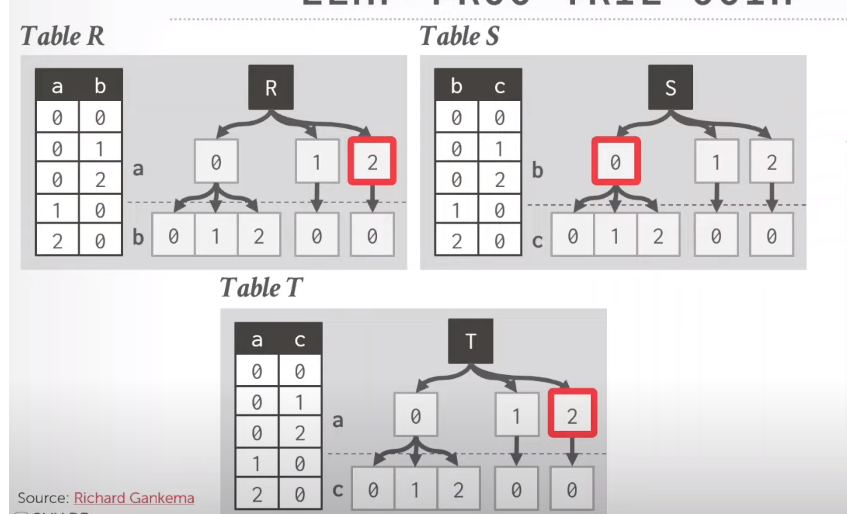 LEAPFROG TRIE JOIN
Table R
a b
0 0
0 1
0 2
1 0
2 0
R
a
0 1 2
b
0 1 2 0 0
Table S
b c
0 0
0 1
0 2
1 0
2 0
S
b
0 1 2
c
0 1 2 0 0
Table T
a c
0 0
0 1
0 2
1 0
2 0
T
a
0 1 2
c
0 1 2 0 0
Source: Richard Gankema